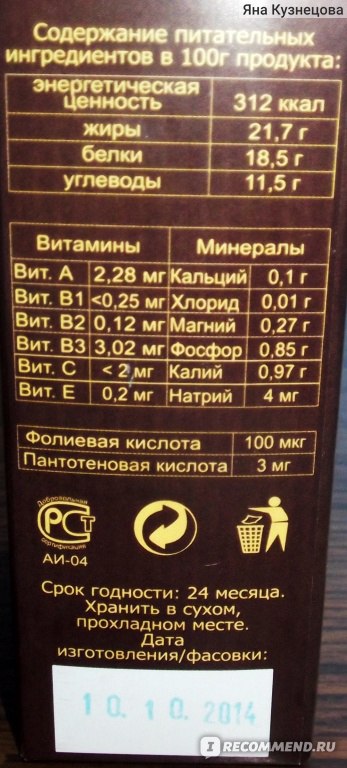 Яна Кузнецова
Содержание питательных
ингредиентов в 100г продукта:
энергетическая ценность 312 ккал
жиры 21,7 г
белки 18,5 г
углеводы 11,5 г
Витамины Минералы
Вит. А 2,28 мг Кальций 0,1 г
Вит. В1 <0,25 мг Хлорид 0,01 г
Вит. В2 0,12 мг Магний 0,27 г
Вит. В3 3,02 мг Фосфор 0,85 г
Вит. С < 2 мг Калий 0,97 г
Вит. Е 0,2 мг Натрий 4 мг
Фолиевая кислота 100 мкг
Пантотеновая кислота 3 мг
Добровольная
РСТ
сертификация
АИ-04
Срок годности: 24 месяца.
Хранить в сухом,
прохладном месте.
Дата
изготовления/фасовки:
10.10.2014
IRECOMMEND.RU